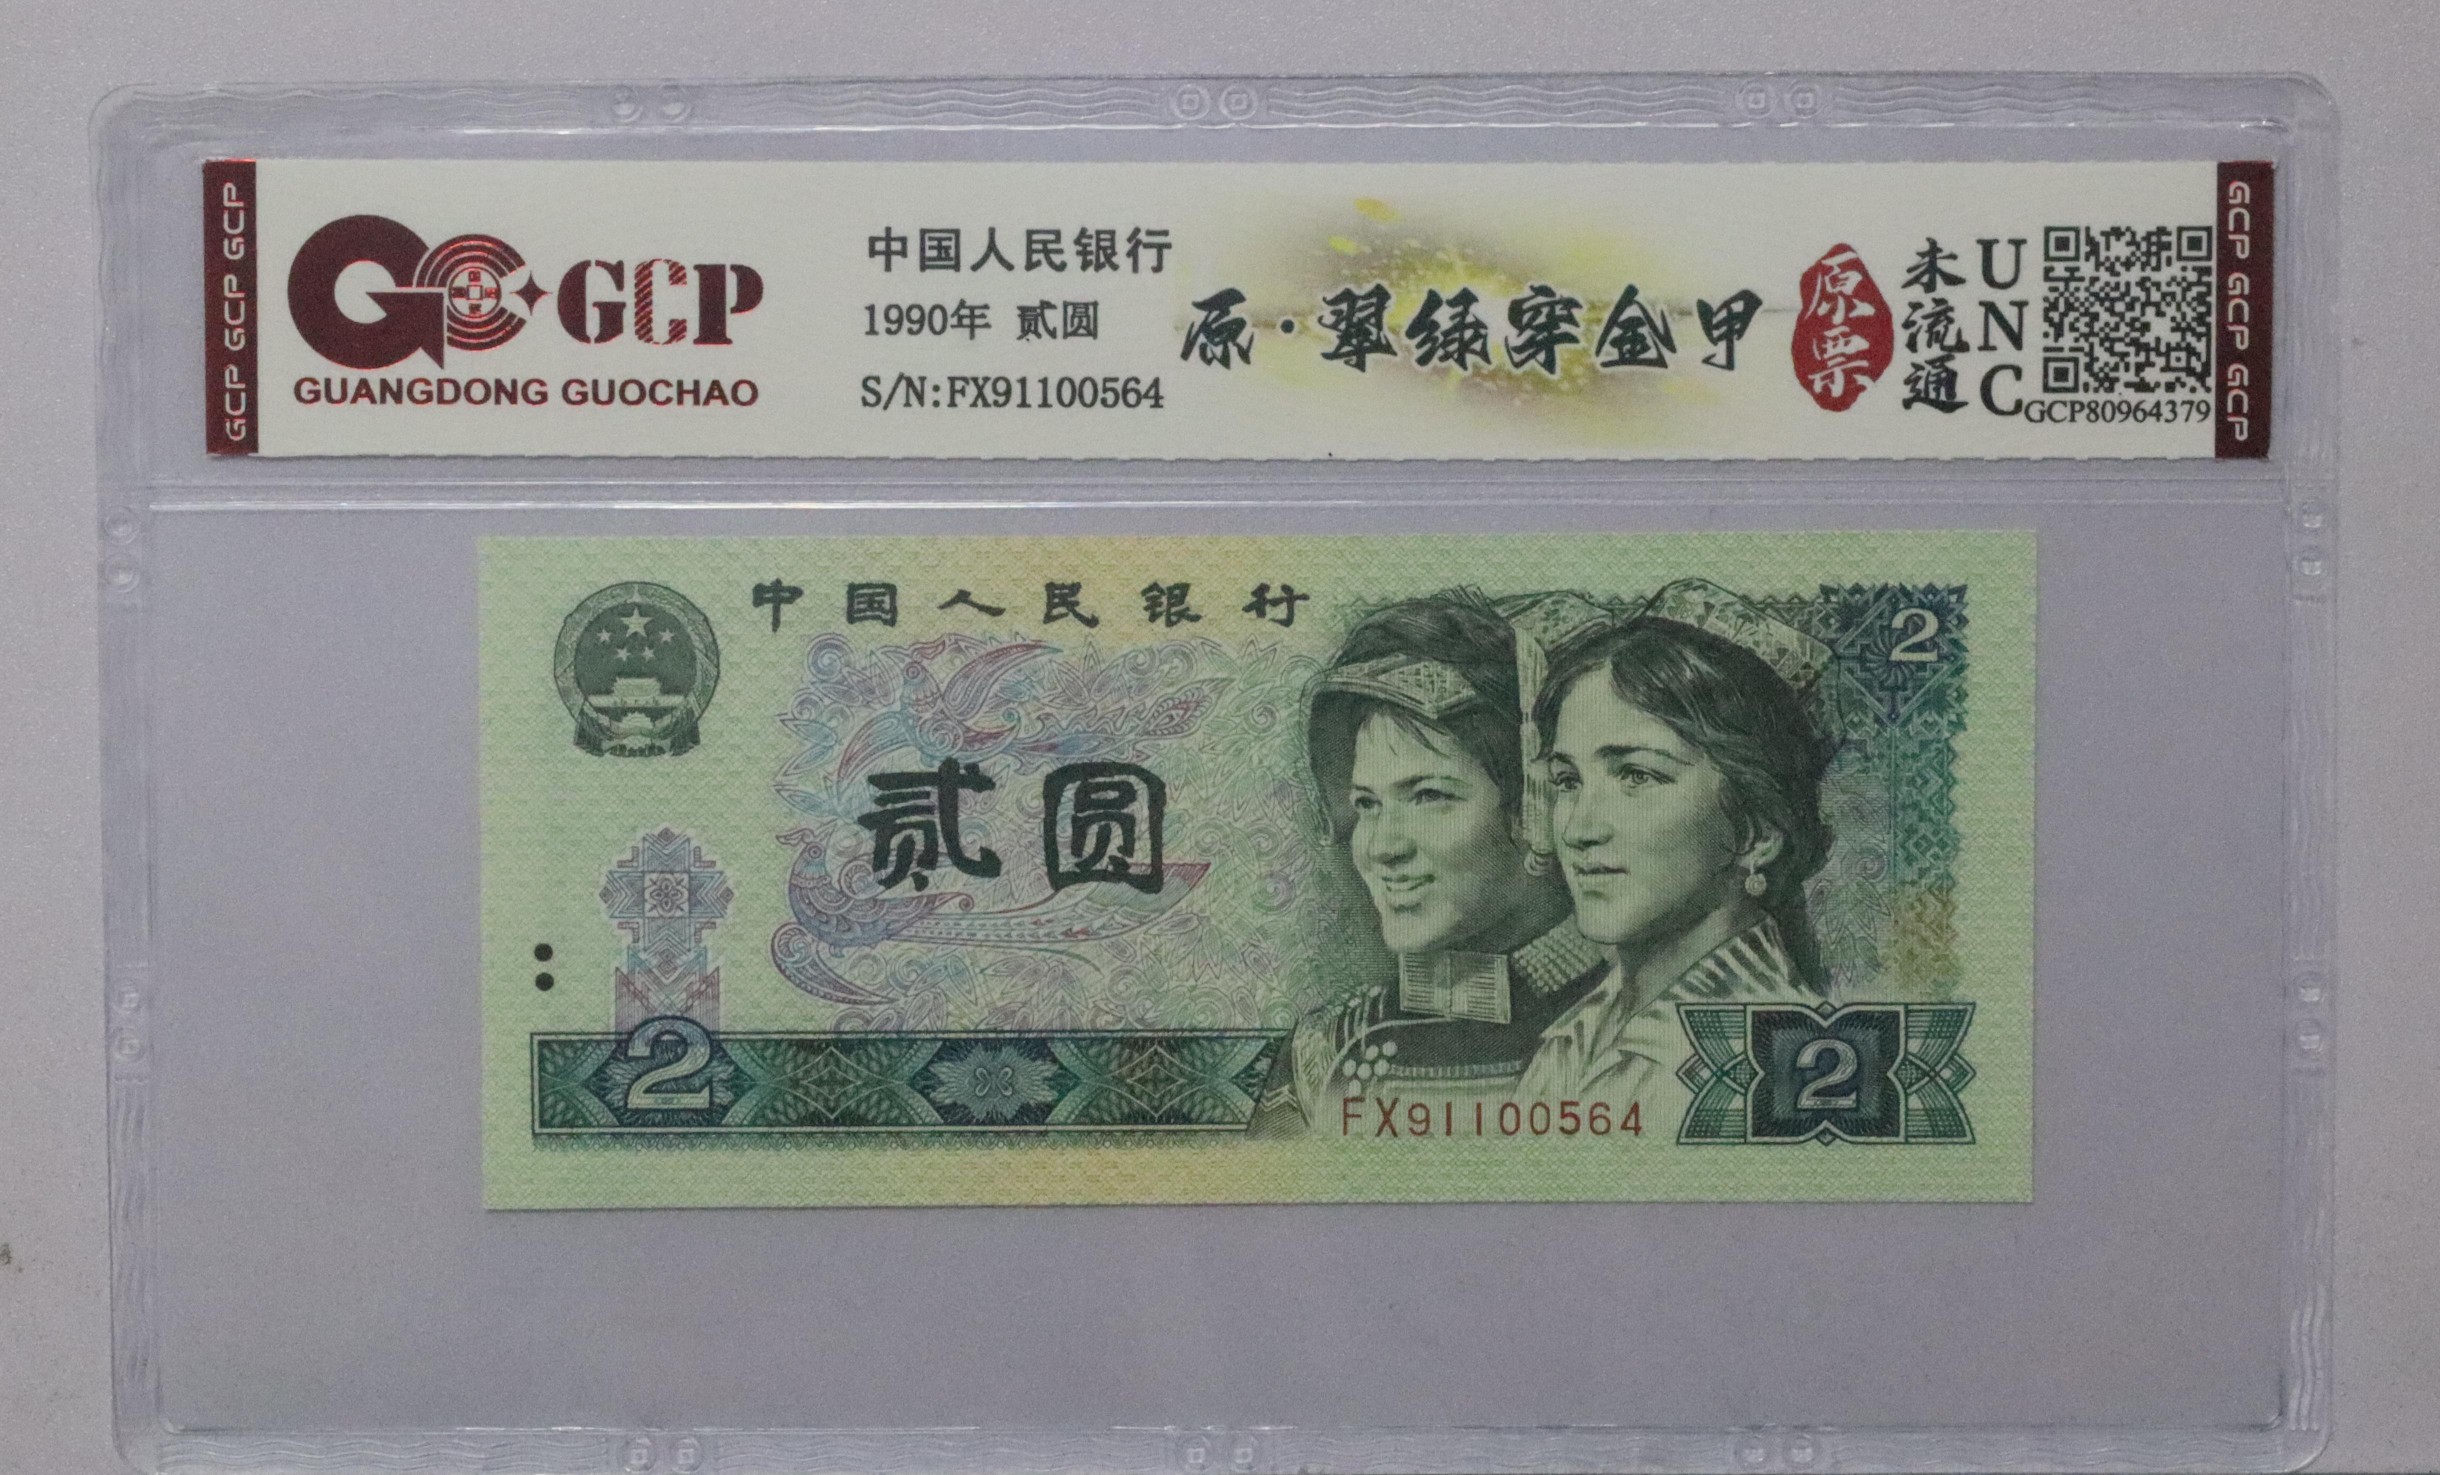 GCP GCP GCP
GCP
GUANGDONG GUOCHAO
中国人民银行
1990年 贰圆
S/N:FX91100564
原·翠绿穿金甲
原票
未流通
UNC
GCP80964379
GCP GCP GCP
中国人民银行
2
贰圆
2
FX91100564
2